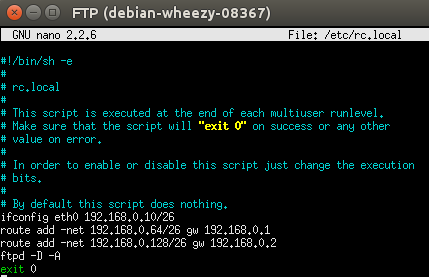 FTP (debian-wheezy-08367)
GNU nano 2.2.6 File: /etc/rc.local
#!/bin/sh -e
#
# rc.local
#
# This script is executed at the end of each multiuser runlevel.
# Make sure that the script will "exit 0" on success or any other
# value on error.
#
# In order to enable or disable this script just change the execution
# bits.
#
# By default this script does nothing.
ifconfig eth0 192.168.0.10/26
route add -net 192.168.0.64/26 gw 192.168.0.1
route add -net 192.168.0.128/26 gw 192.168.0.2
ftpd -D -A
exit 0